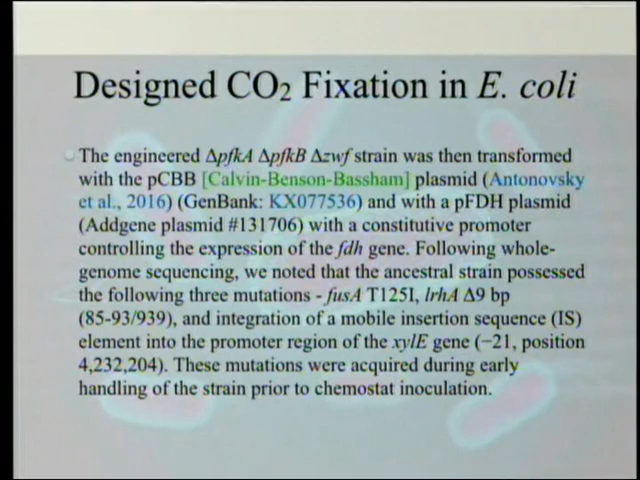 Designed CO₂ Fixation in E. coli
The engineered ΔpfkA ΔpfkB Δzwf strain was then transformed
with the pCBB [Calvin-Benson-Bassham] plasmid (Antonovsky
et al., 2016) (GenBank: KX077536) and with a pFDH plasmid
(Addgene plasmid #131706) with a constitutive promoter
controlling the expression of the fdh gene. Following whole-
genome sequencing, we noted that the ancestral strain possessed
the following three mutations - fusA T125I, lrhA Δ9 bp
(85-93/939), and integration of a mobile insertion sequence (IS)
element into the promoter region of the xylE gene (−21, position
4,232,204). These mutations were acquired during early
handling of the strain prior to chemostat inoculation.